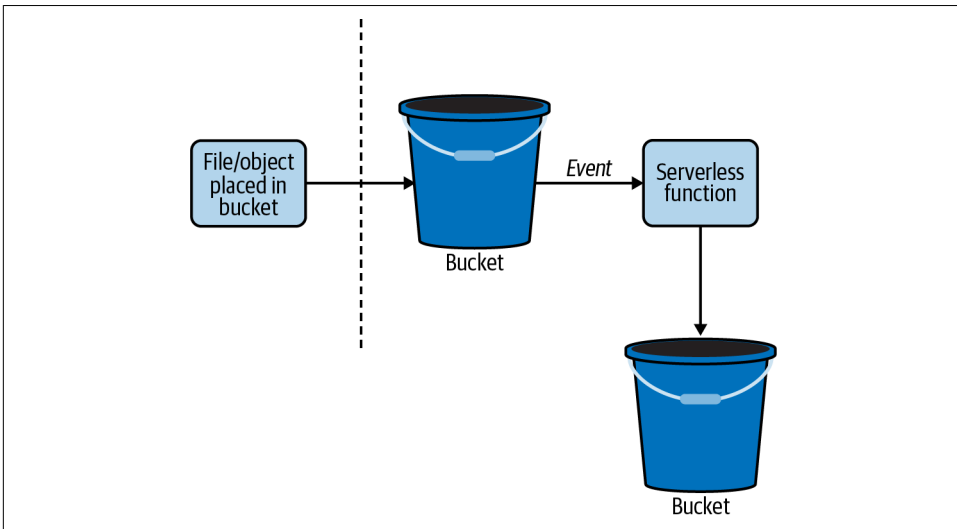 File/object
placed in
bucket
Bucket
Event
Serverless
function
Bucket